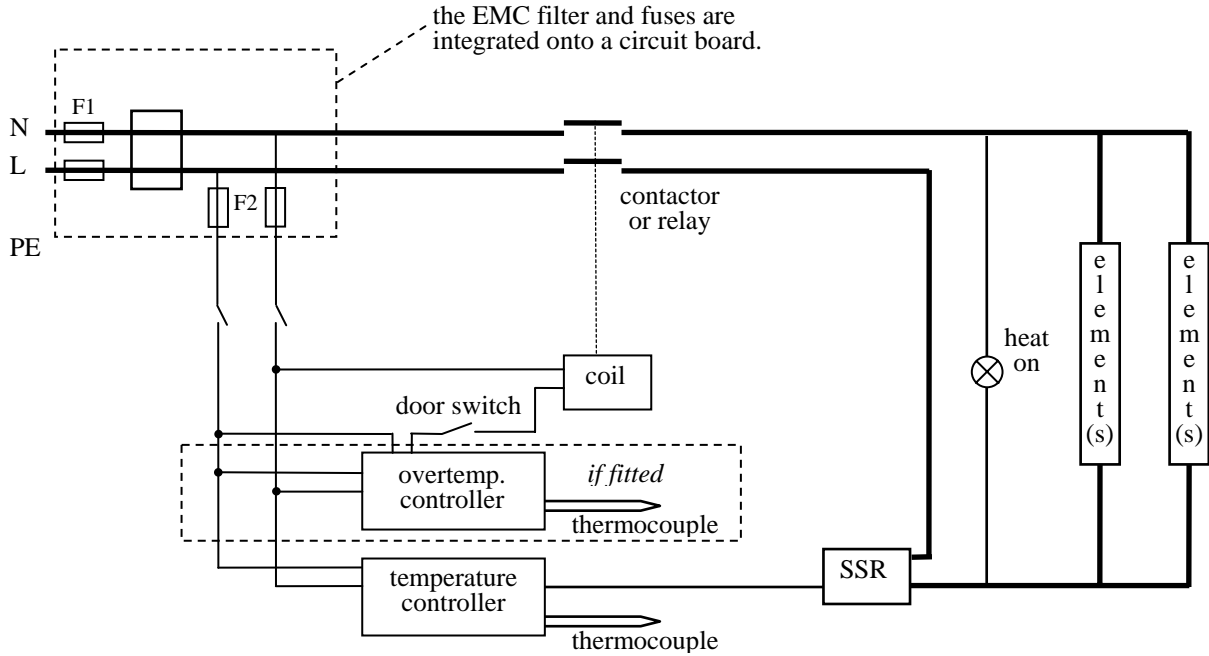 the EMC filter and fuses are
integrated onto a circuit board.
F1
N
L
F2
PE
contactor
or relay
heat
on
element(s)
element(s)
coil
door switch
overtemp.
controller
if fitted
thermocouple
temperature
controller
SSR
thermocouple